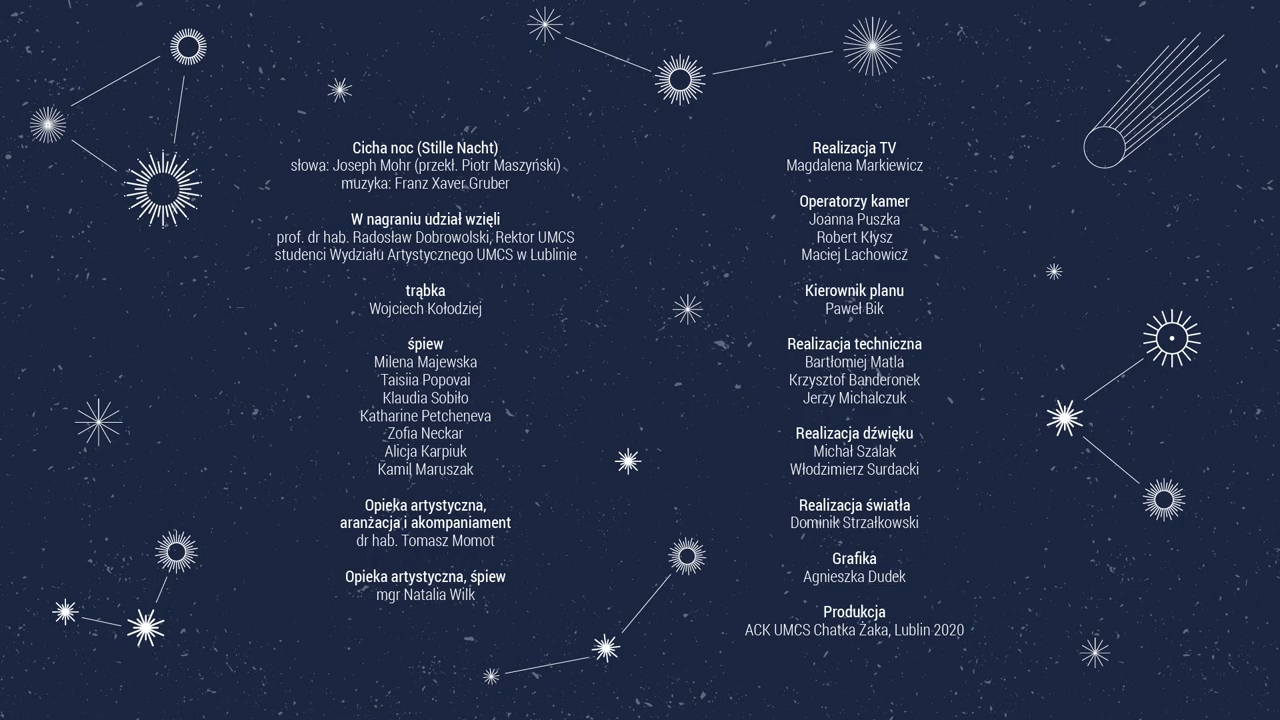 Cicha noc (Stille Nacht)
słowa: Joseph Mohr (przekł. Piotr Maszyński)
muzyka: Franz Xaver Gruber
W nagraniu udział wzięli
prof. dr hab. Radosław Dobrowolski, Rektor UMCS
studenci Wydziału Artystycznego UMCS w Lublinie
trąbka
Wojciech Kołodziej
śpiew
Milena Majewska
Taisiia Popovai
Klaudia Sobiło
Katharine Petcheneva
Zofia Neckar
Alicja Karpiuk
Kamil Maruszak
Opieka artystyczna,
aranżacja i akompaniament
dr hab. Tomasz Momot
Opieka artystyczna, śpiew
mgr Natalia Wilk
Realizacja TV
Magdalena Markiewicz
Operatorzy kamer
Joanna Puszka
Robert Kłysz
Maciej Lachowicz
Kierownik planu
Paweł Bik
Realizacja techniczna
Bartłomiej Matla
Krzysztof Banderonek
Jerzy Michalczuk
Realizacja dźwięku
Michał Szalak
Włodzimierz Surdacki
Realizacja światła
Dominik Strzałkowski
Grafika
Agnieszka Dudek
Produkcja
ACK UMCS Chatka Żaka, Lublin 2020